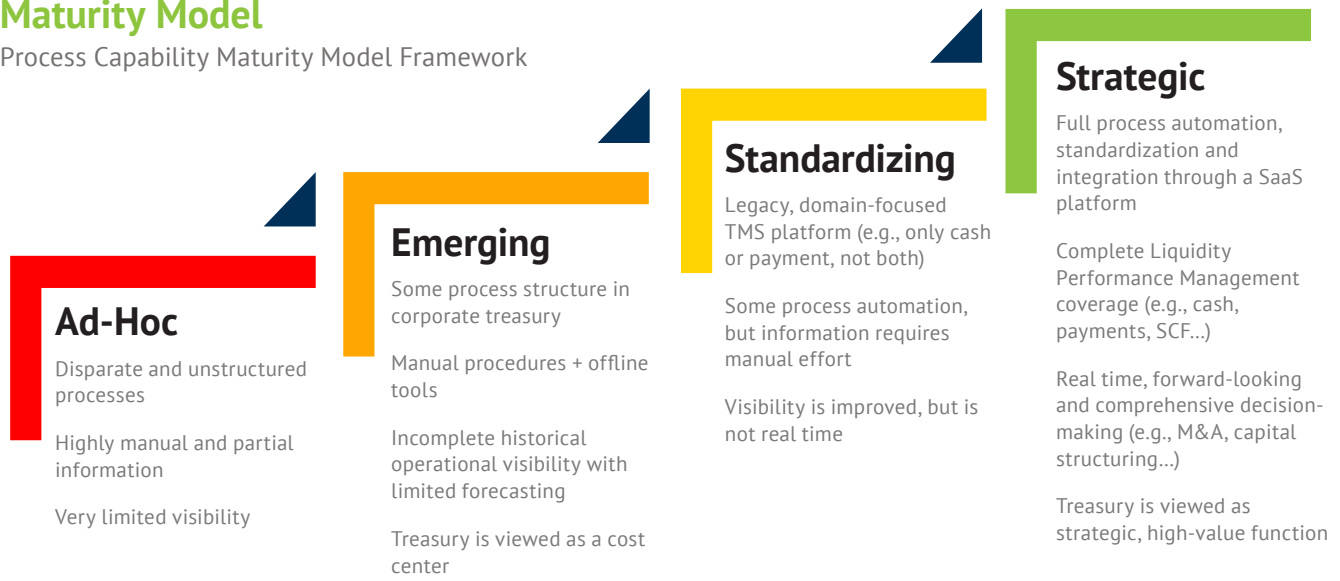 Maturity Model
Process Capability Maturity Model Framework
Ad-Hoc
Disparate and unstructured
processes
Highly manual and partial
information
Very limited visibility
Emerging
Some process structure in
corporate treasury
Manual procedures + offline
tools
Incomplete historical
operational visibility with
limited forecasting
Treasury is viewed as a cost
center
Standardizing
Legacy, domain-focused
TMS platform (e.g., only cash
or payment, not both)
Some process automation,
but information requires
manual effort
Visibility is improved, but is
not real time
Strategic
Full process automation,
standardization and
integration through a SaaS
platform
Complete Liquidity
Performance Management
coverage (e.g., cash,
payments, SCF...)
Real time, forward-looking
and comprehensive decision-
making (e.g., M&A, capital
structuring...)
Treasury is viewed as
strategic, high-value function